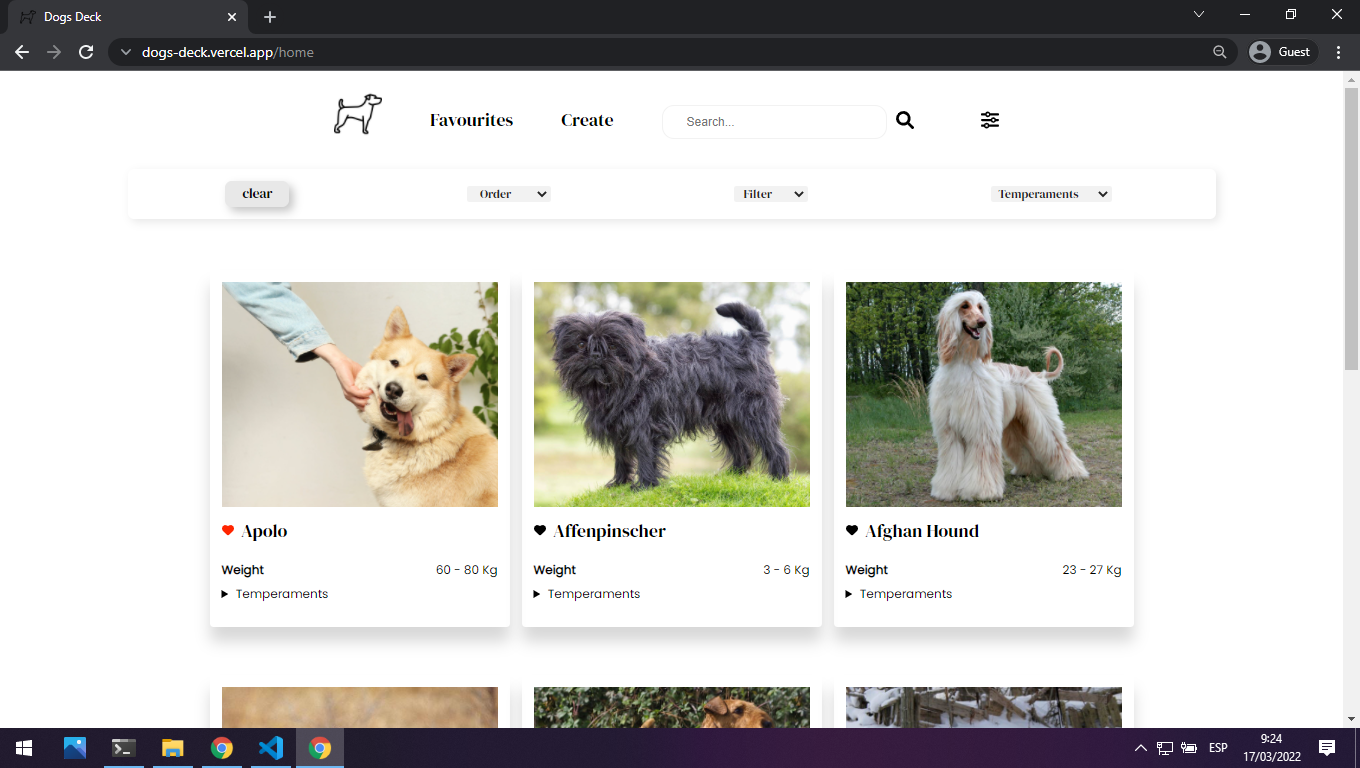 Dogs Deck
dogs-deck.vercel.app/home
Guest
Favourites
Create
Search...
clear
Order
Filter
Temperaments
Apolo
Weight
60 - 80 Kg
Temperaments
Affenpinscher
Weight
3 - 6 Kg
Temperaments
Afghan Hound
Weight
23 - 27 Kg
Temperaments
ESP
9:24
17/03/2022